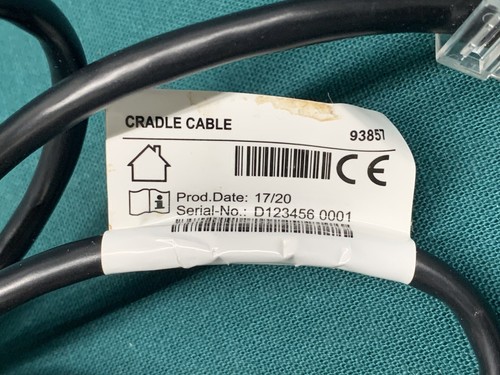 CRADLE CABLE 93857
CE
Prod.Date: 17/20
Serial-No.: D123456 0001